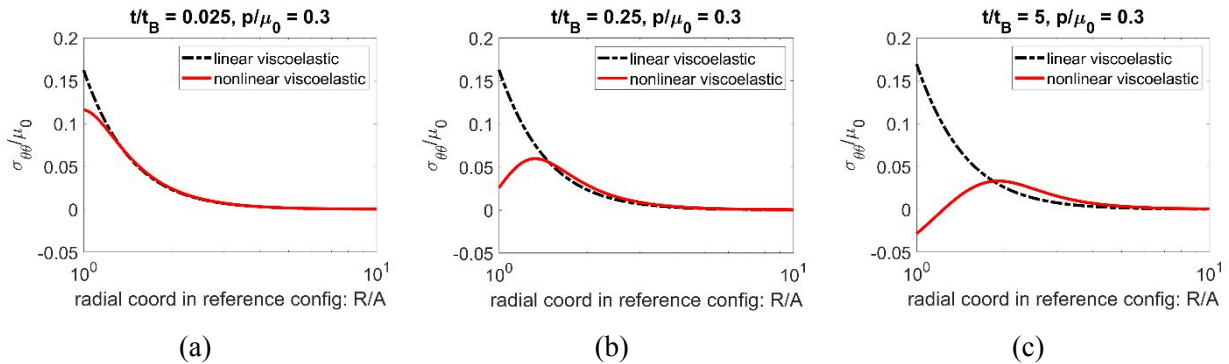 t/t_B = 0.025, p/μ_0 = 0.3
0.2
0.15
0.1
0.05
0
-0.05
σ_θθ/μ_0
linear viscoelastic
nonlinear viscoelastic
10^0
10^1
radial coord in reference config: R/A
(a)
t/t_B = 0.25, p/μ_0 = 0.3
0.2
0.15
0.1
0.05
0
-0.05
σ_θθ/μ_0
linear viscoelastic
nonlinear viscoelastic
10^0
10^1
radial coord in reference config: R/A
(b)
t/t_B = 5, p/μ_0 = 0.3
0.2
0.15
0.1
0.05
0
-0.05
σ_θθ/μ_0
linear viscoelastic
nonlinear viscoelastic
10^0
10^1
radial coord in reference config: R/A
(c)